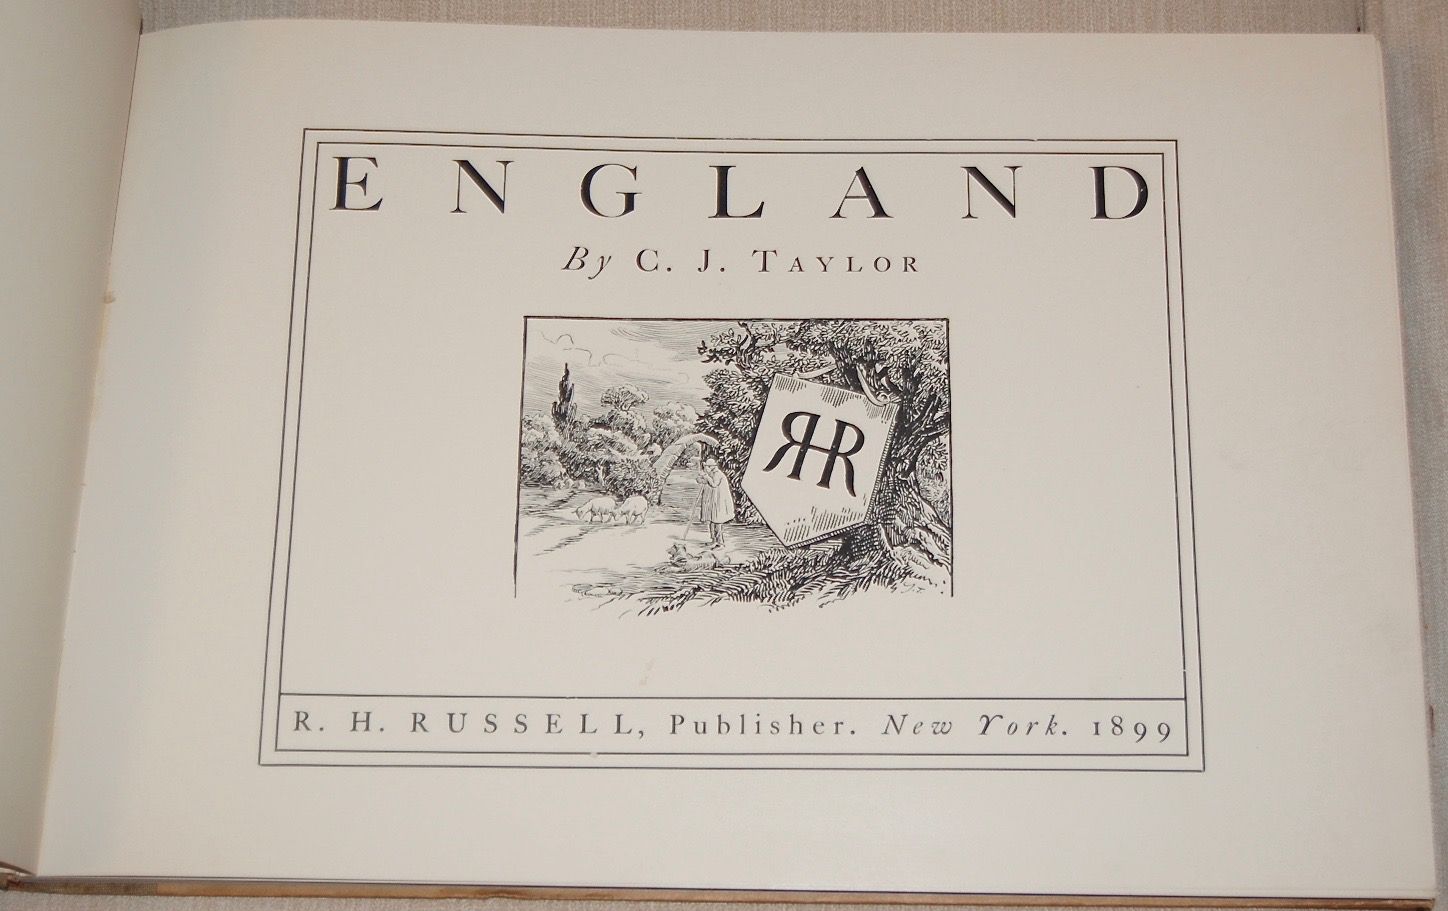 ENGLAND
By C. J. TAYLOR
RHR
R. H. RUSSELL, Publisher. New York. 1899